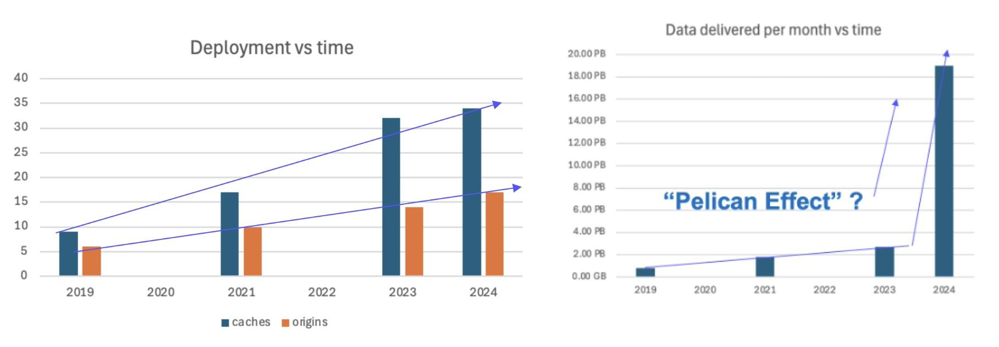 Deployment vs time
40
35
30
25
20
15
10
5
0
2019 2020 2021 2022 2023 2024
caches origins
Data delivered per month vs time
20.00 PB
18.00 PB
16.00 PB
14.00 PB
12.00 PB
10.00 PB
8.00 PB
6.00 PB
4.00 PB
2.00 PB
0.00 GB
“Pelican Effect” ?
2019 2020 2021 2022 2023 2024